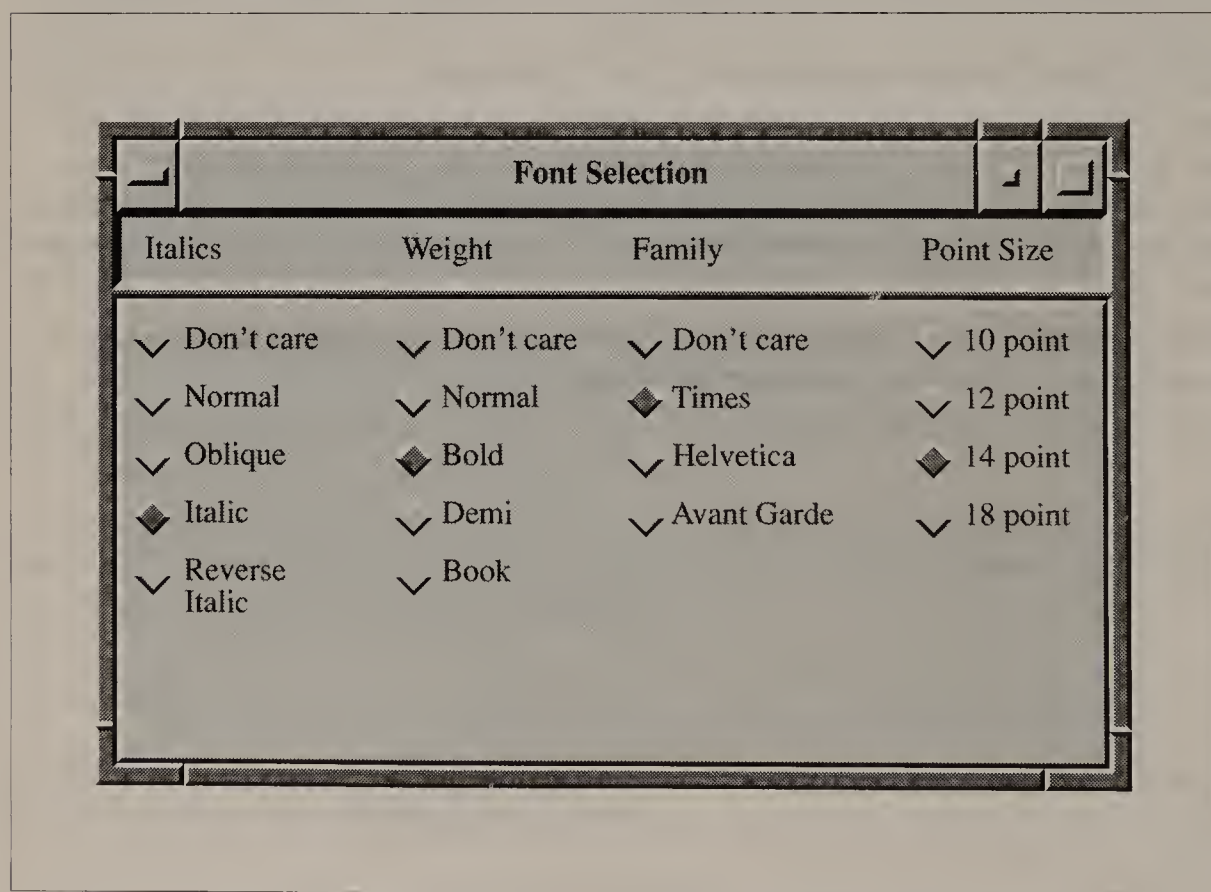 Font Selection
Italics Weight Family Point Size
Don't care Don't care Don't care 10 point
Normal Normal Times 12 point
Oblique Bold Helvetica 14 point
Italic Demi Avant Garde 18 point
Reverse Book
Italic